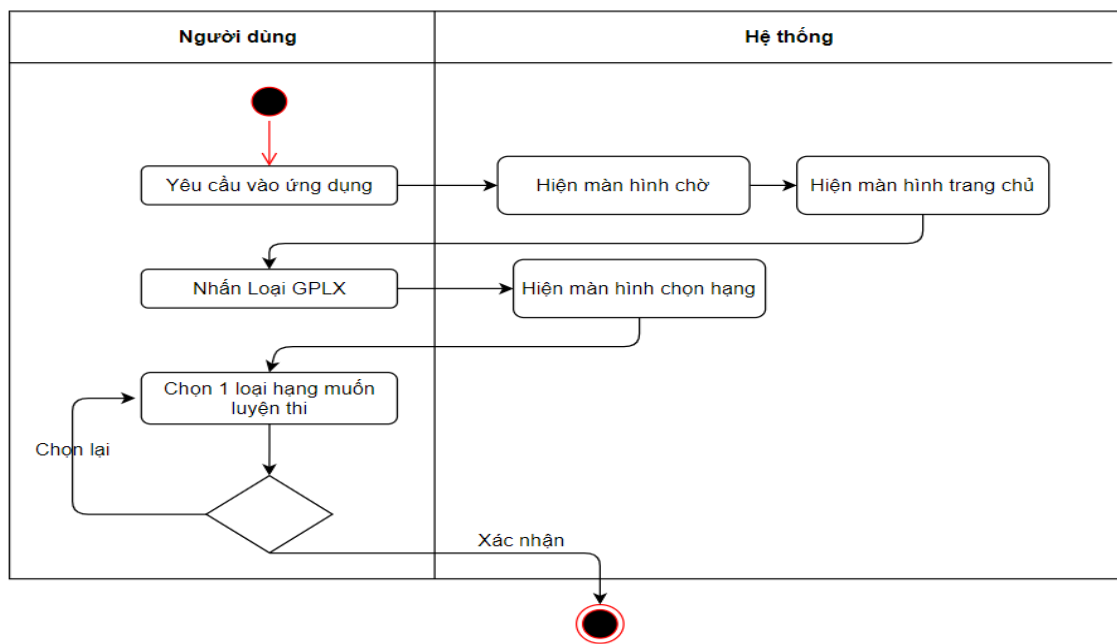 Người dùng
Hệ thống
Yêu cầu vào ứng dụng
Hiện màn hình chờ
Hiện màn hình trang chủ
Nhấn Loại GPLX
Hiện màn hình chọn hạng
Chọn 1 loại hạng muốn
luyện thi
Chọn lại
Xác nhận